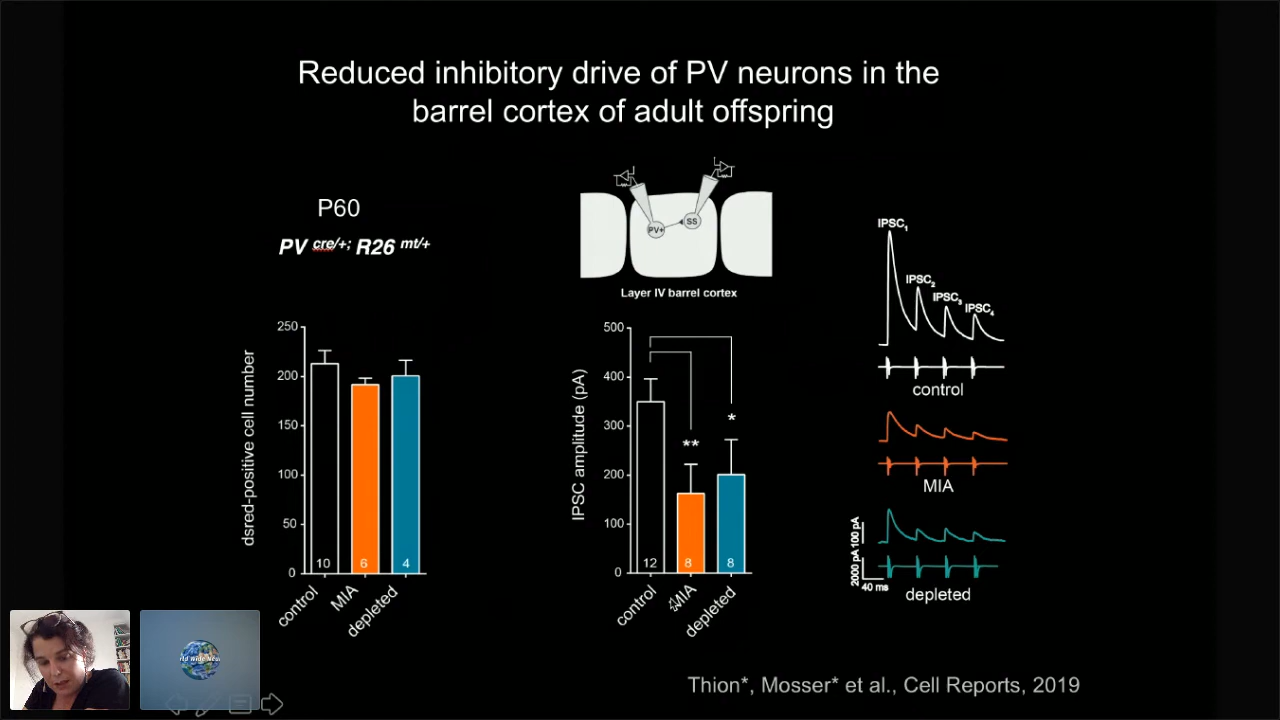 Reduced inhibitory drive of PV neurons in the
barrel cortex of adult offspring
P60
PV cre/+; R26 mt/+
PV+
SS
Layer IV barrel cortex
250
200
150
100
50
0
dsred-positive cell number
10
6
4
control
MIA
depleted
500
400
300
200
100
0
IPSC amplitude (pA)
**
*
12
8
8
control
MIA
depleted
IPSC1
IPSC2
IPSC3
IPSC4
control
MIA
2000 pA
100 pA
40 ms
depleted
Thion*, Mosser* et al., Cell Reports, 2019